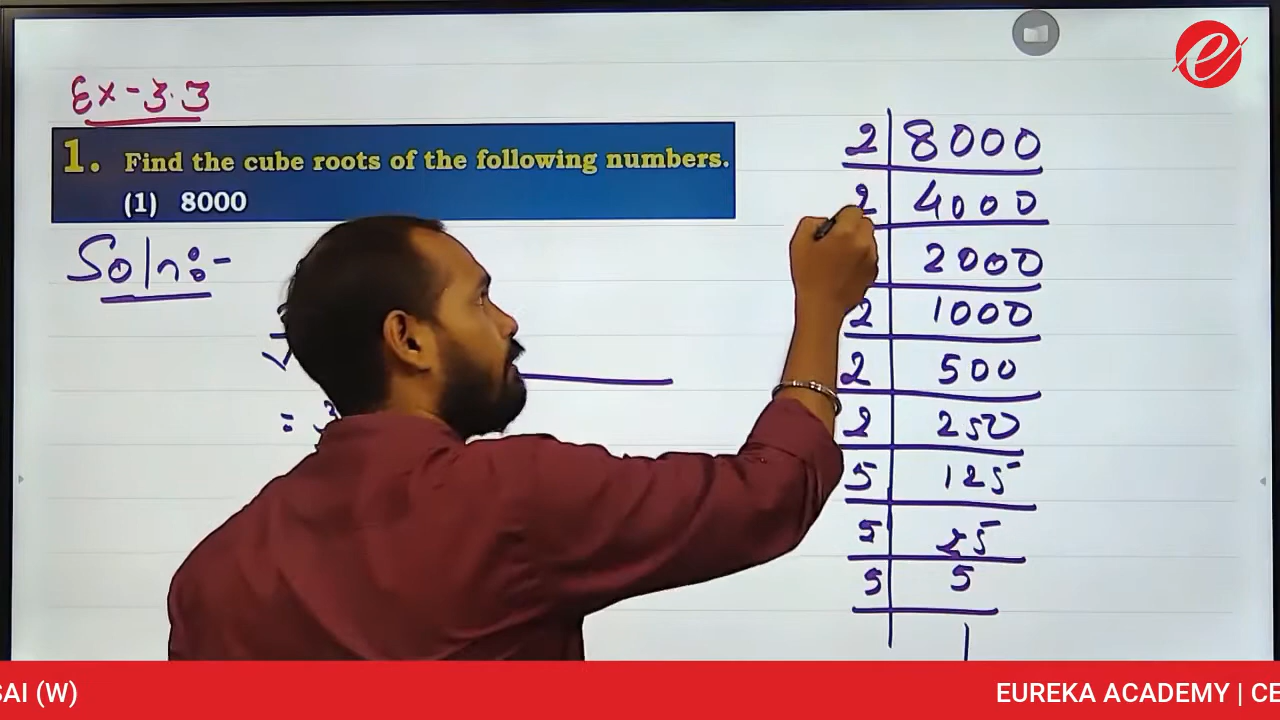 Ex-3.3
1. Find the cube roots of the following numbers.
(1) 8000
Soln:-
= 3
2 8000
2 4000
2000
2 1000
2 500
2 250
5 125
5 25
5 5
1
SAI (W)
EUREKA ACADEMY | CE